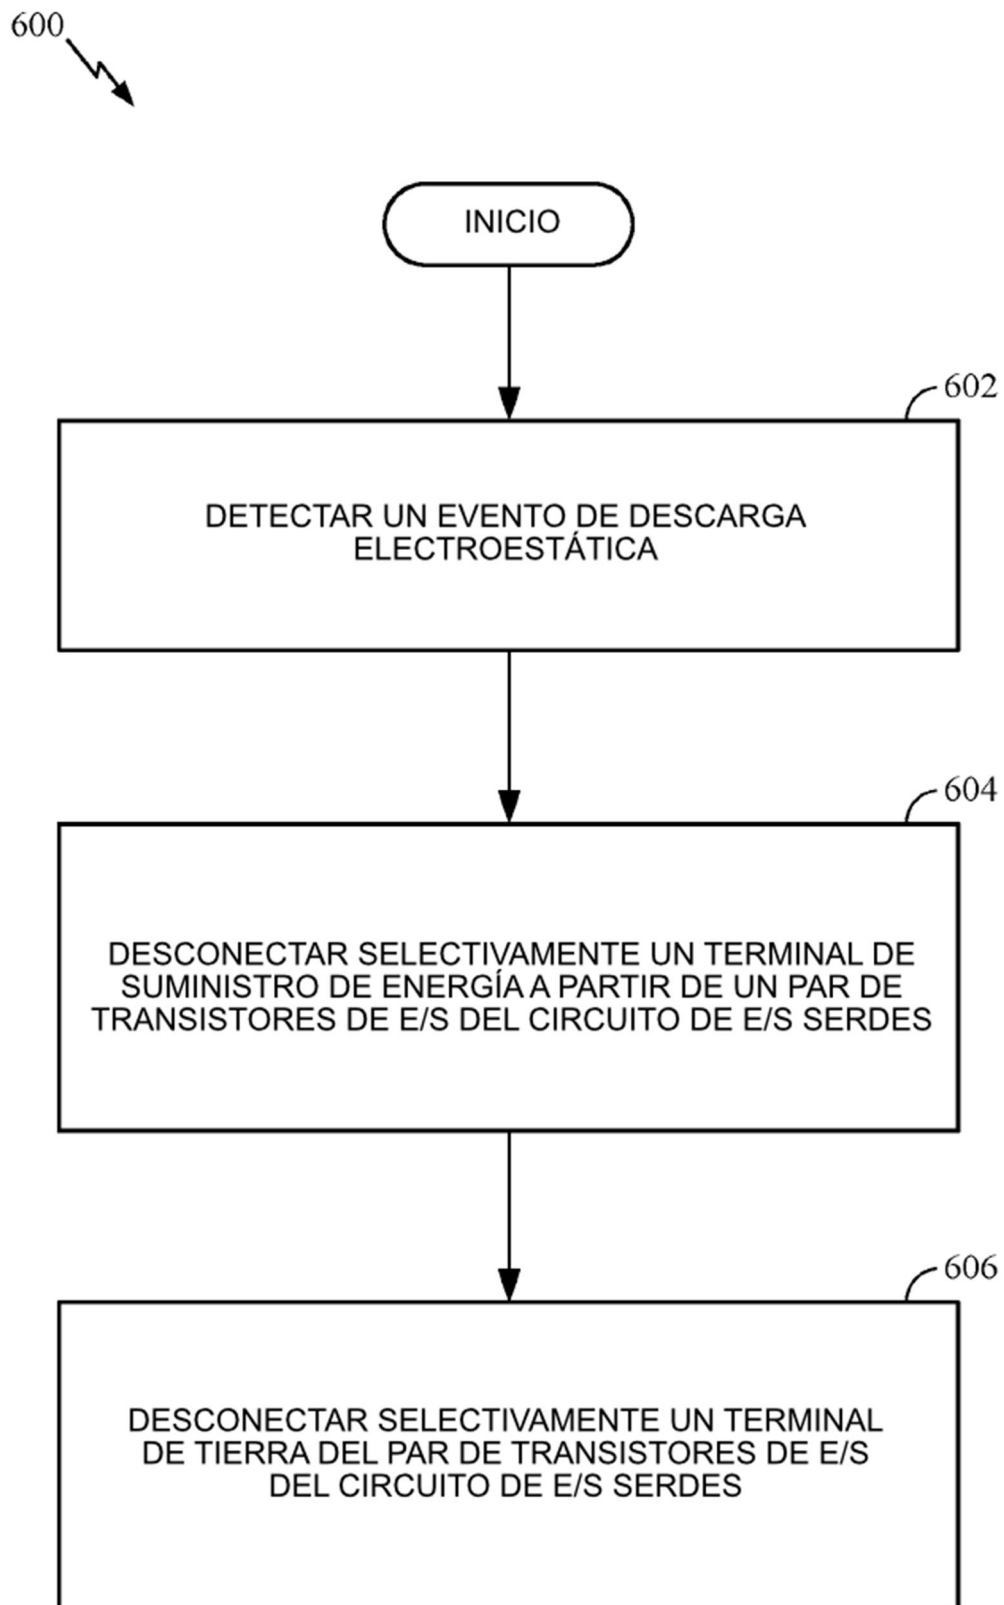 600
INICIO
602
DETECTAR UN EVENTO DE DESCARGA
ELECTROESTÁTICA
604
DESCONECTAR SELECTIVAMENTE UN TERMINAL DE
SUMINISTRO DE ENERGÍA A PARTIR DE UN PAR DE
TRANSISTORES DE E/S DEL CIRCUITO DE E/S SERDES
606
DESCONECTAR SELECTIVAMENTE UN TERMINAL
DE TIERRA DEL PAR DE TRANSISTORES DE E/S
DEL CIRCUITO DE E/S SERDES